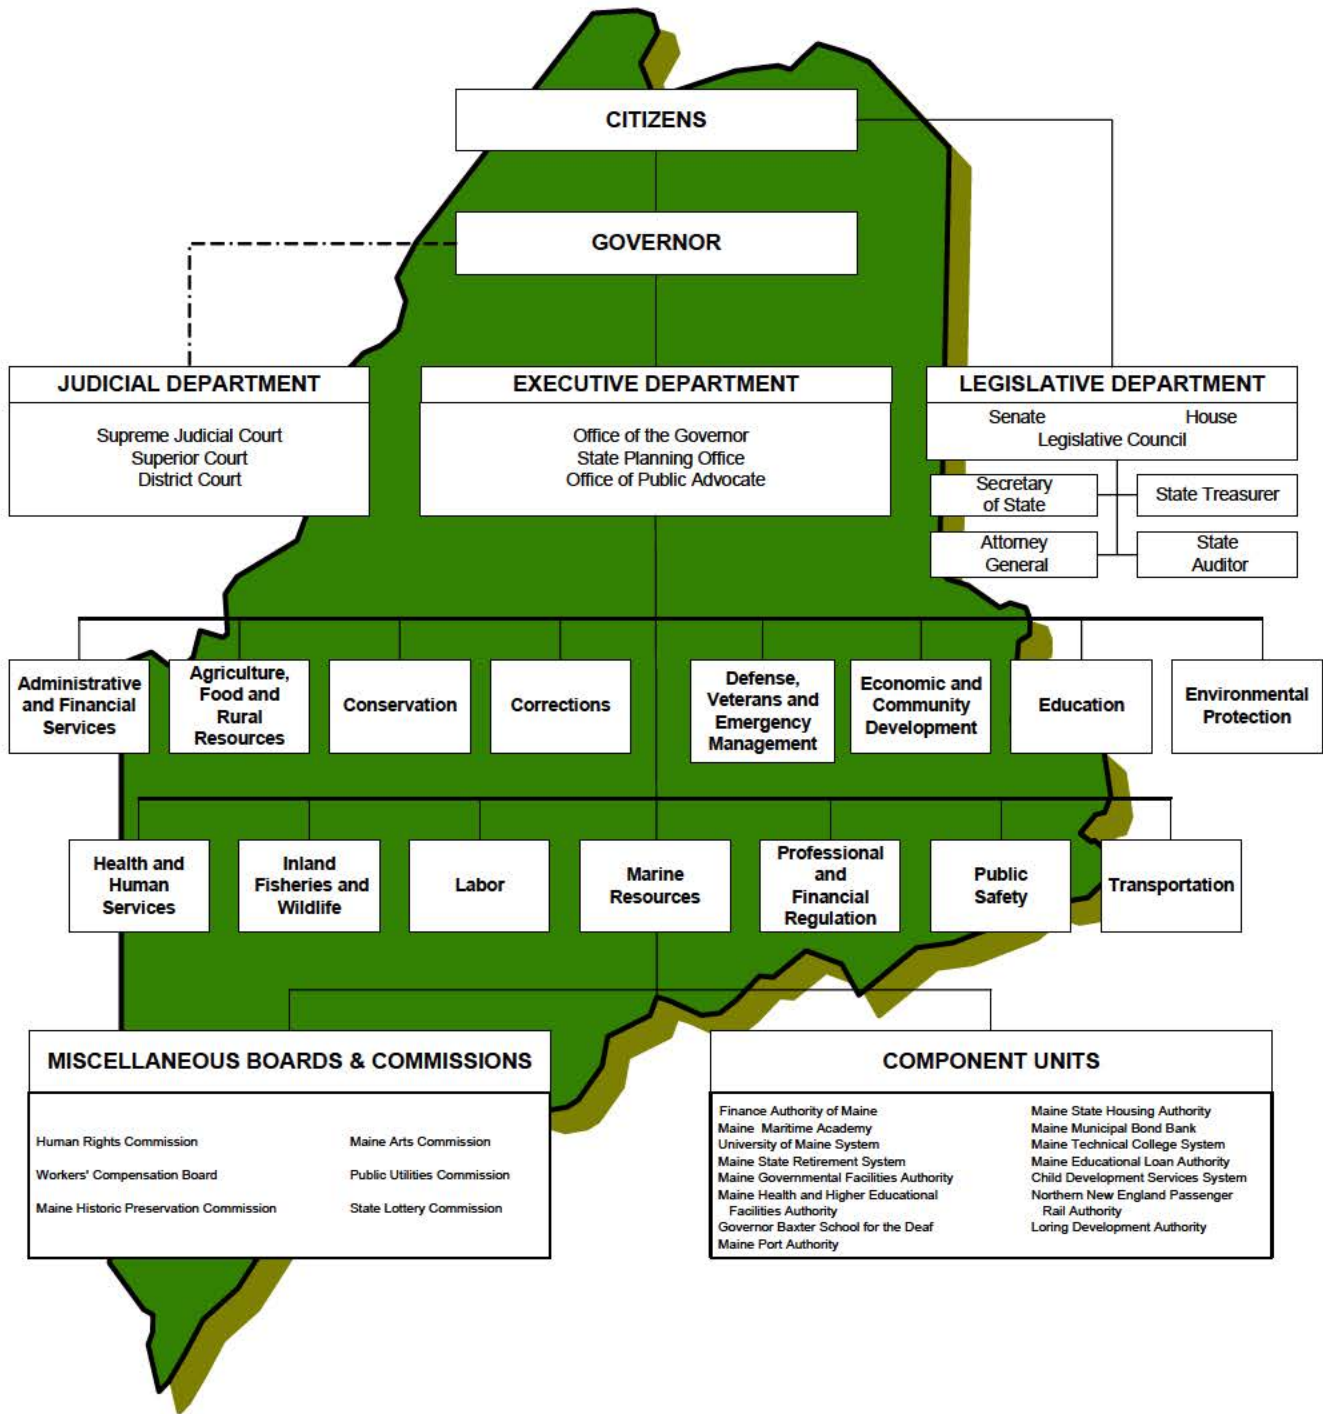 CITIZENS
GOVERNOR
JUDICIAL DEPARTMENT
Supreme Judicial Court
Superior Court
District Court
EXECUTIVE DEPARTMENT
Office of the Governor
State Planning Office
Office of Public Advocate
LEGISLATIVE DEPARTMENT
Senate House
Legislative Council
Secretary
of State
State Treasurer
Attorney
General
State
Auditor
Administrative
and Financial
Services
Agriculture,
Food and
Rural
Resources
Conservation
Corrections
Defense,
Veterans and
Emergency
Management
Economic and
Community
Development
Education
Environmental
Protection
Health and
Human
Services
Inland
Fisheries and
Wildlife
Labor
Marine
Resources
Professional
and
Financial
Regulation
Public
Safety
Transportation
MISCELLANEOUS BOARDS & COMMISSIONS
Human Rights Commission
Workers' Compensation Board
Maine Historic Preservation Commission
Maine Arts Commission
Public Utilities Commission
State Lottery Commission
COMPONENT UNITS
Finance Authority of Maine
Maine Maritime Academy
University of Maine System
Maine State Retirement System
Maine Governmental Facilities Authority
Maine Health and Higher Educational
Facilities Authority
Governor Baxter School for the Deaf
Maine Port Authority
Maine State Housing Authority
Maine Municipal Bond Bank
Maine Technical College System
Maine Educational Loan Authority
Child Development Services System
Northern New England Passenger
Rail Authority
Loring Development Authority